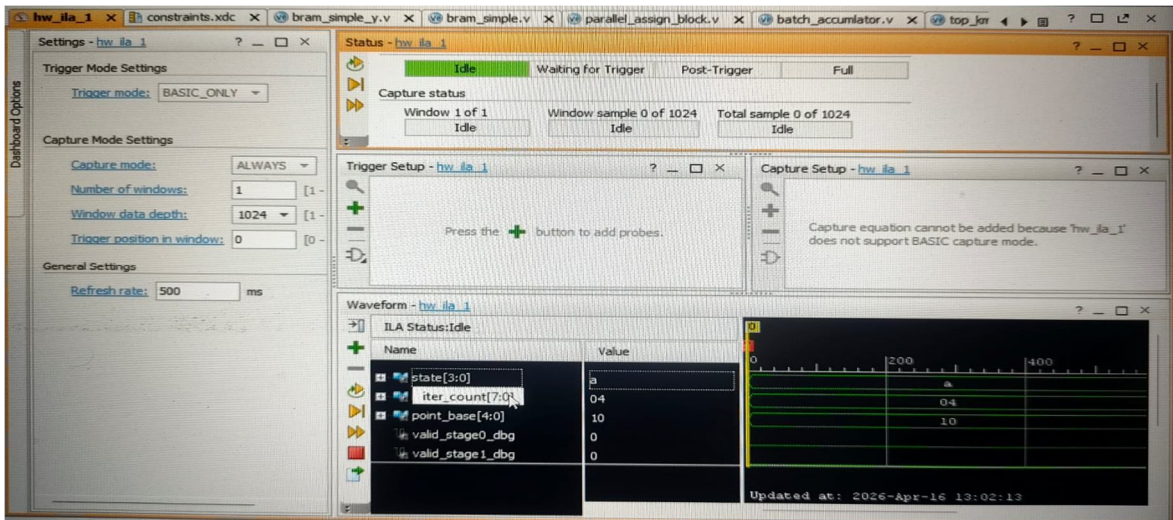 hw_ila_1 × constraints.xdc × bram_simple_y.v × bram_simple.v × parallel_assign_block.v × batch_accumlator.v × ? ×
Dashboard Options
Settings - hw_ila_1 ? _ ×
Trigger Mode Settings
Trigger mode: BASIC_ONLY
Capture Mode Settings
Capture mode: ALWAYS
Number of windows: 1 [1 -
Window data depth: 1024 [1 -
Trigger position in window: 0 [0 -
General Settings
Refresh rate: 500 ms
Status - hw_ila_1 ? _ ×
Idle Waiting for Trigger Post-Trigger Full
Capture status
Window 1 of 1 Window sample 0 of 1024 Total sample 0 of 1024
Idle Idle Idle
Trigger Setup - hw_ila_1 ? _ ×
Press the + button to add probes.
Capture Setup - hw_ila_1 ? _ ×
Capture equation cannot be added because 'hw_ila_1'
does not support BASIC capture mode.
Waveform - hw_ila_1 ? _ ×
ILA Status:Idle
Name Value
state[3:0] a
iter_count[7:0] 04
point_base[4:0] 10
valid_stage0_dbg 0
valid_stage1_dbg 0
0
0 200 400
a
04
10
Updated at: 2026-Apr-16 13:02:13